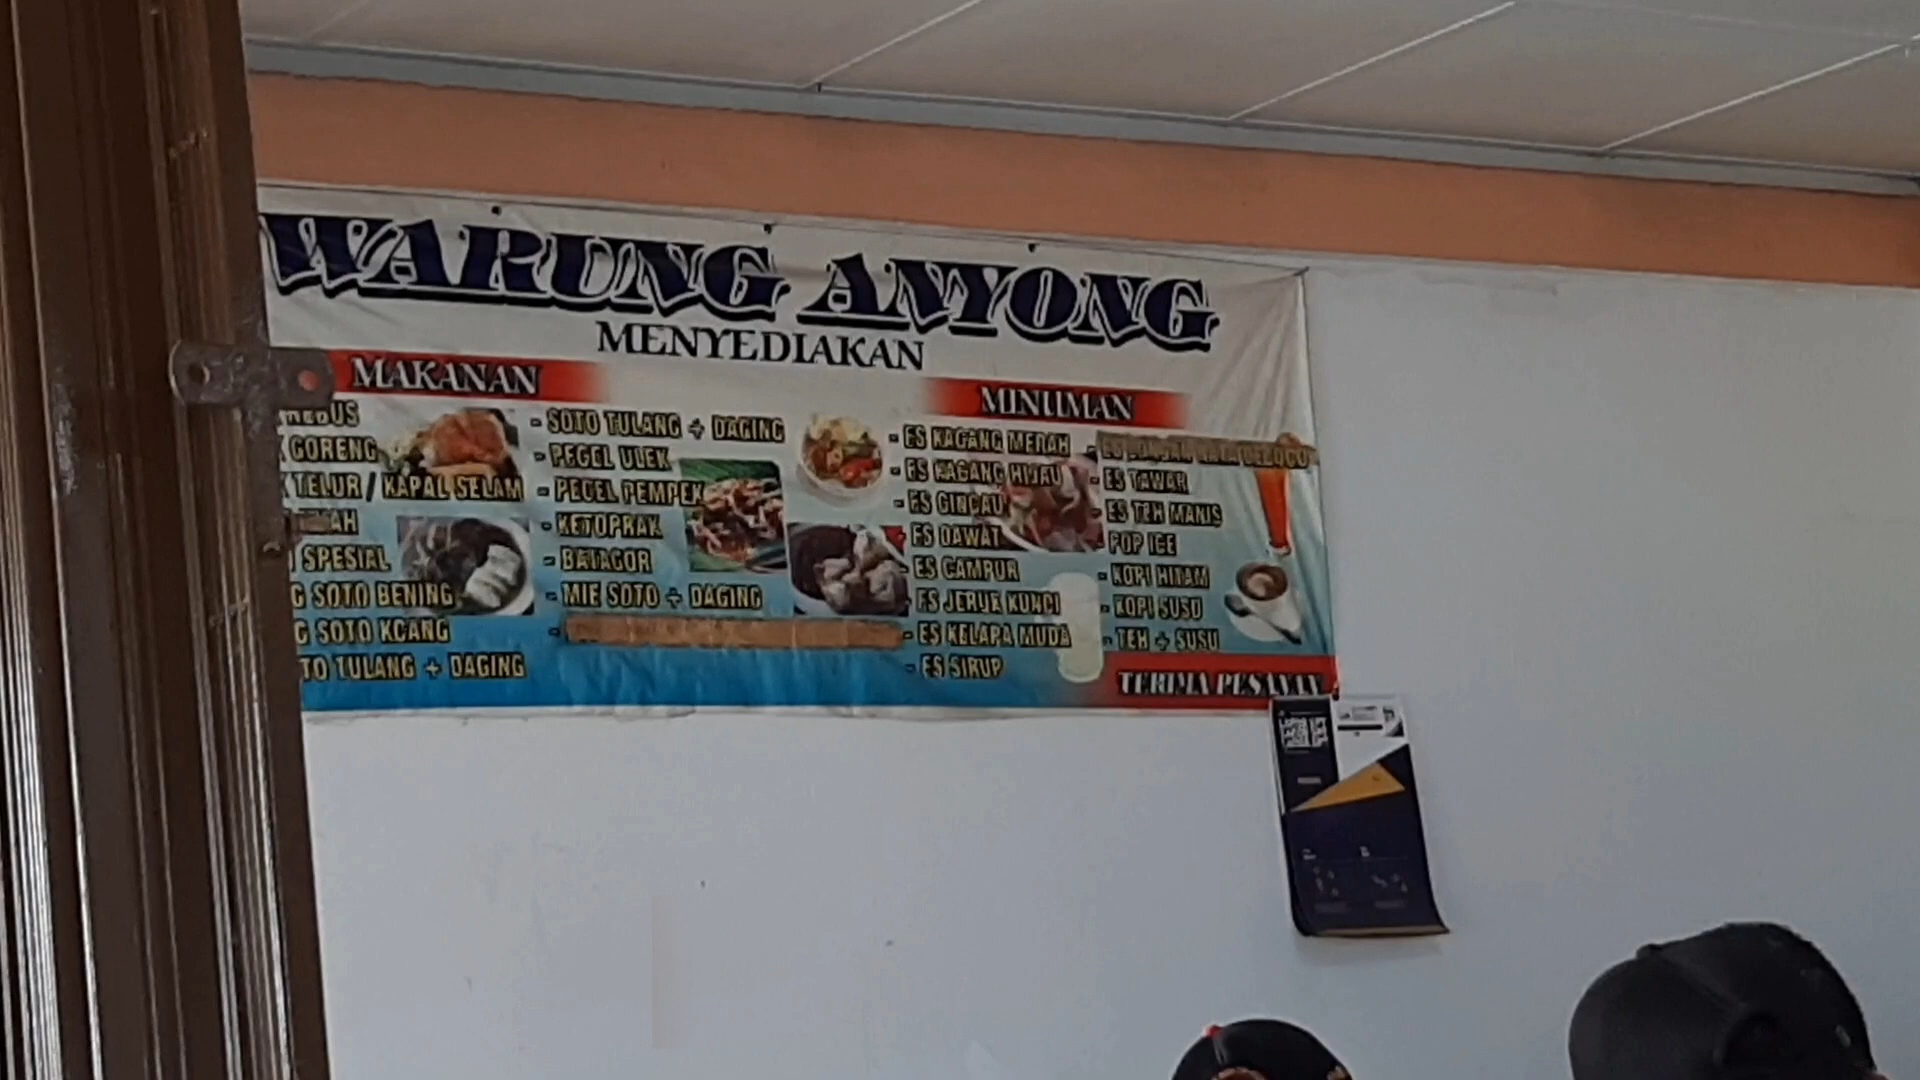 WARUNG ANYONG
MENYEDIAKAN
MAKANAN
REBUS
GORENG
TELUR / KAPAL SELAM
SPESIAL
SOTO BENING
SOTO KOANG
TULANG + DAGING
- SOTO TULANG + DAGING
- PECEL ULEK
- PECEL PEMPEK
- KETOPRAK
- BATAGOR
- MIE SOTO + DAGING
MINUMAN
- ES KACANG MERAH
- ES KACANG HIJAU
- ES CINCAU
- ES DAWAT
- ES CAMPUR
- ES JERUK KUNCI
- ES KELAPA MUDA
- ES SIRUP
- ES TAWAR
- ES TEH MANIS
- POP ICE
- KOPI HITAM
- KOPI SUSU
- TEH + SUSU
TERIMA PESANAN